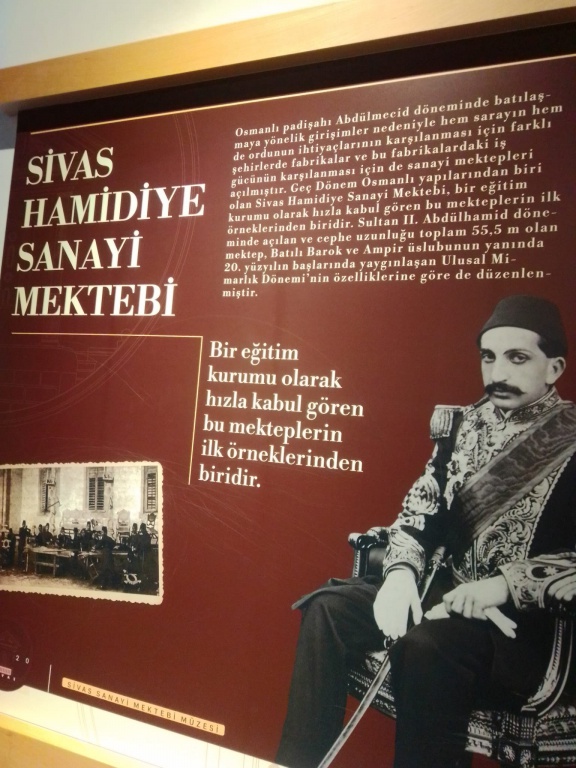 SİVAS
HAMİDİYE
SANAYİ
MEKTEBİ
Osmanlı padişahı Abdülmecid döneminde batılaş-
maya yönelik girişimler nedeniyle hem sarayın hem
de ordunun ihtiyaçlarının karşılanması için farklı
şehirlerde fabrikalar ve bu fabrikalardaki iş
gücünün karşılanması için de sanayi mektepleri
açılmıştır. Geç Dönem Osmanlı yapılarından biri
olan Sivas Hamidiye Sanayi Mektebi, bir eğitim
kurumu olarak hızla kabul gören bu mekteplerin ilk
örneklerinden biridir. Sultan II. Abdülhamid döne-
minde açılan ve cephe uzunluğu toplam 55,5 m olan
mektep, Batılı Barok ve Ampir üslubunun yanında
20. yüzyılın başlarında yaygınlaşan Ulusal Mi-
marlık Dönemi'nin özelliklerine göre de düzenlen-
miştir.
Bir eğitim
kurumu olarak
hızla kabul gören
bu mekteplerin
ilk örneklerinden
biridir.
20
SİVAS SANAYİ MEKTEBİ MÜZESİ